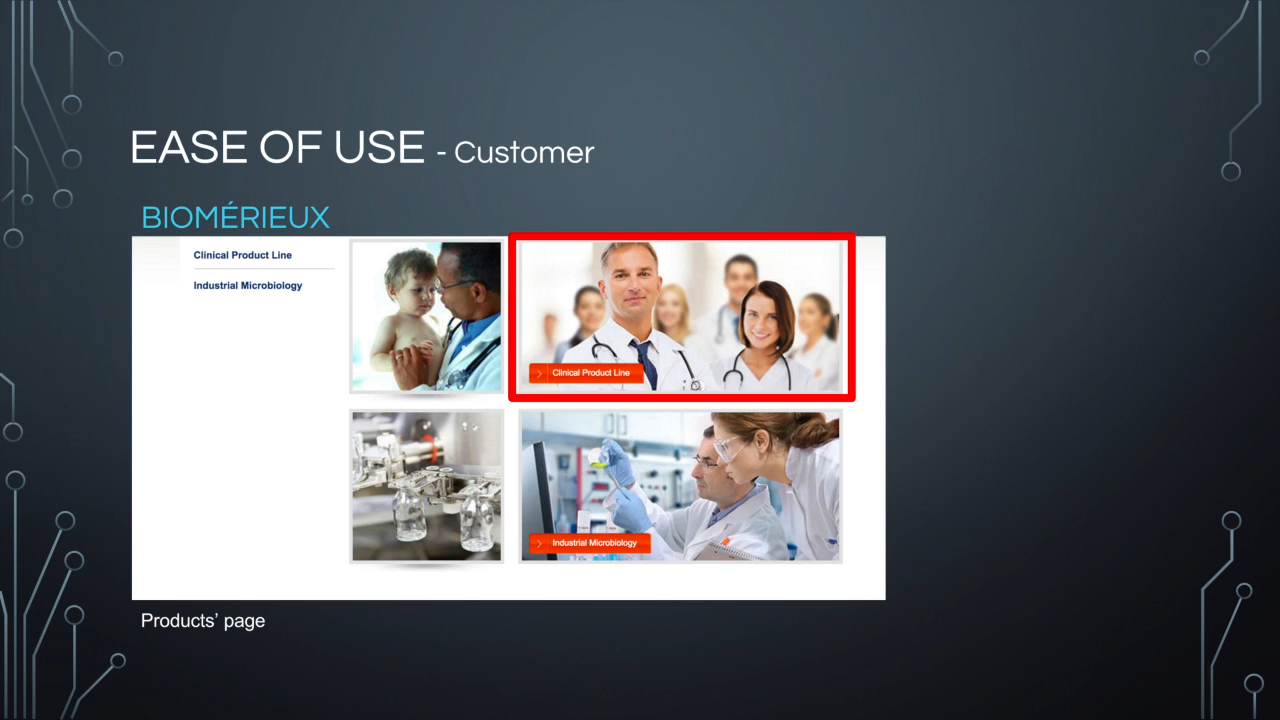 EASE OF USE - Customer
BIOMÉRIEUX
Clinical Product Line
Industrial Microbiology
Clinical Product Line
Industrial Microbiology
Products’ page